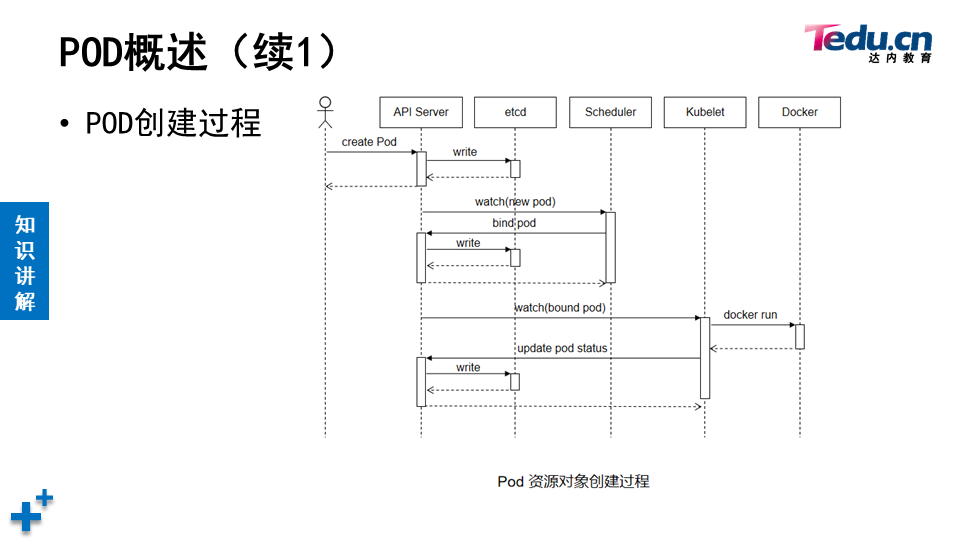 POD概述（续1）
Tedu.cn
达内教育
• POD创建过程
知识讲解
API Server
etcd
Scheduler
Kubelet
Docker
create Pod
write
watch(new pod)
bind pod
write
watch(bound pod)
docker run
update pod status
write
Pod 资源对象创建过程